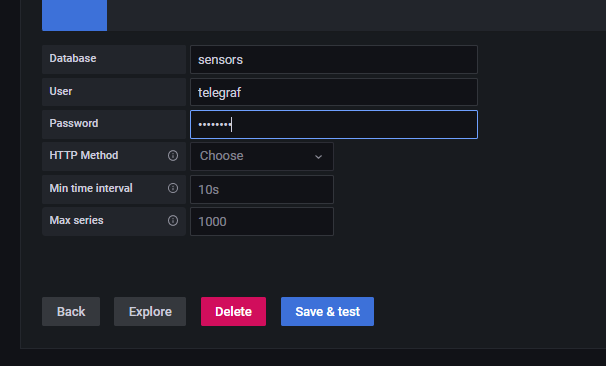 Database sensors
User telegraf
Password ••••••••
HTTP Method Choose
Min time interval 10s
Max series 1000
Back Explore Delete Save & test